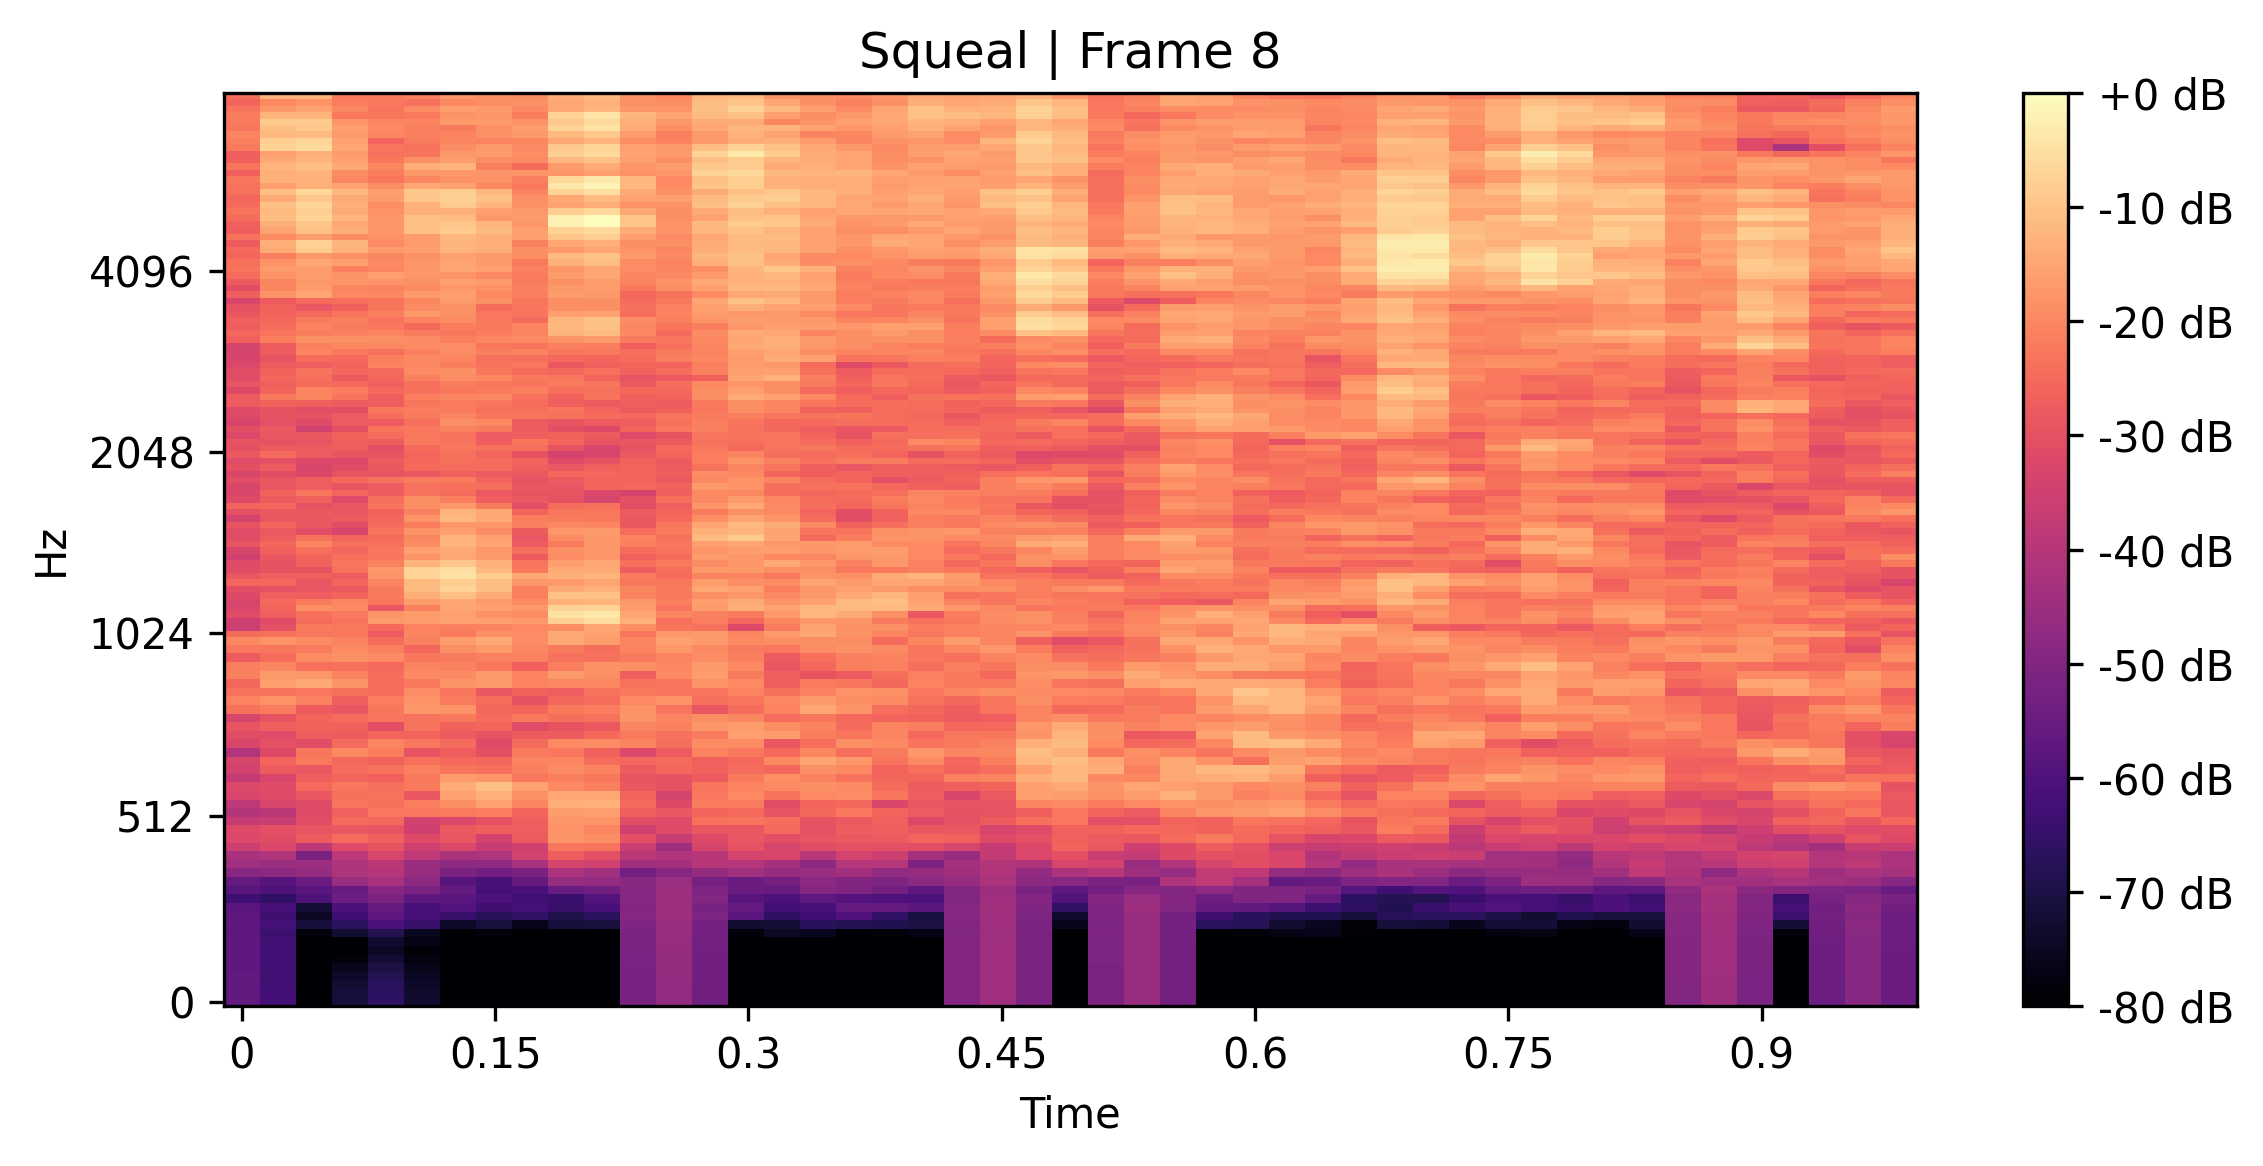 Squeal | Frame 8
Hz
4096
2048
1024
512
0
0 0.15 0.3 0.45 0.6 0.75 0.9
Time
+0 dB
-10 dB
-20 dB
-30 dB
-40 dB
-50 dB
-60 dB
-70 dB
-80 dB